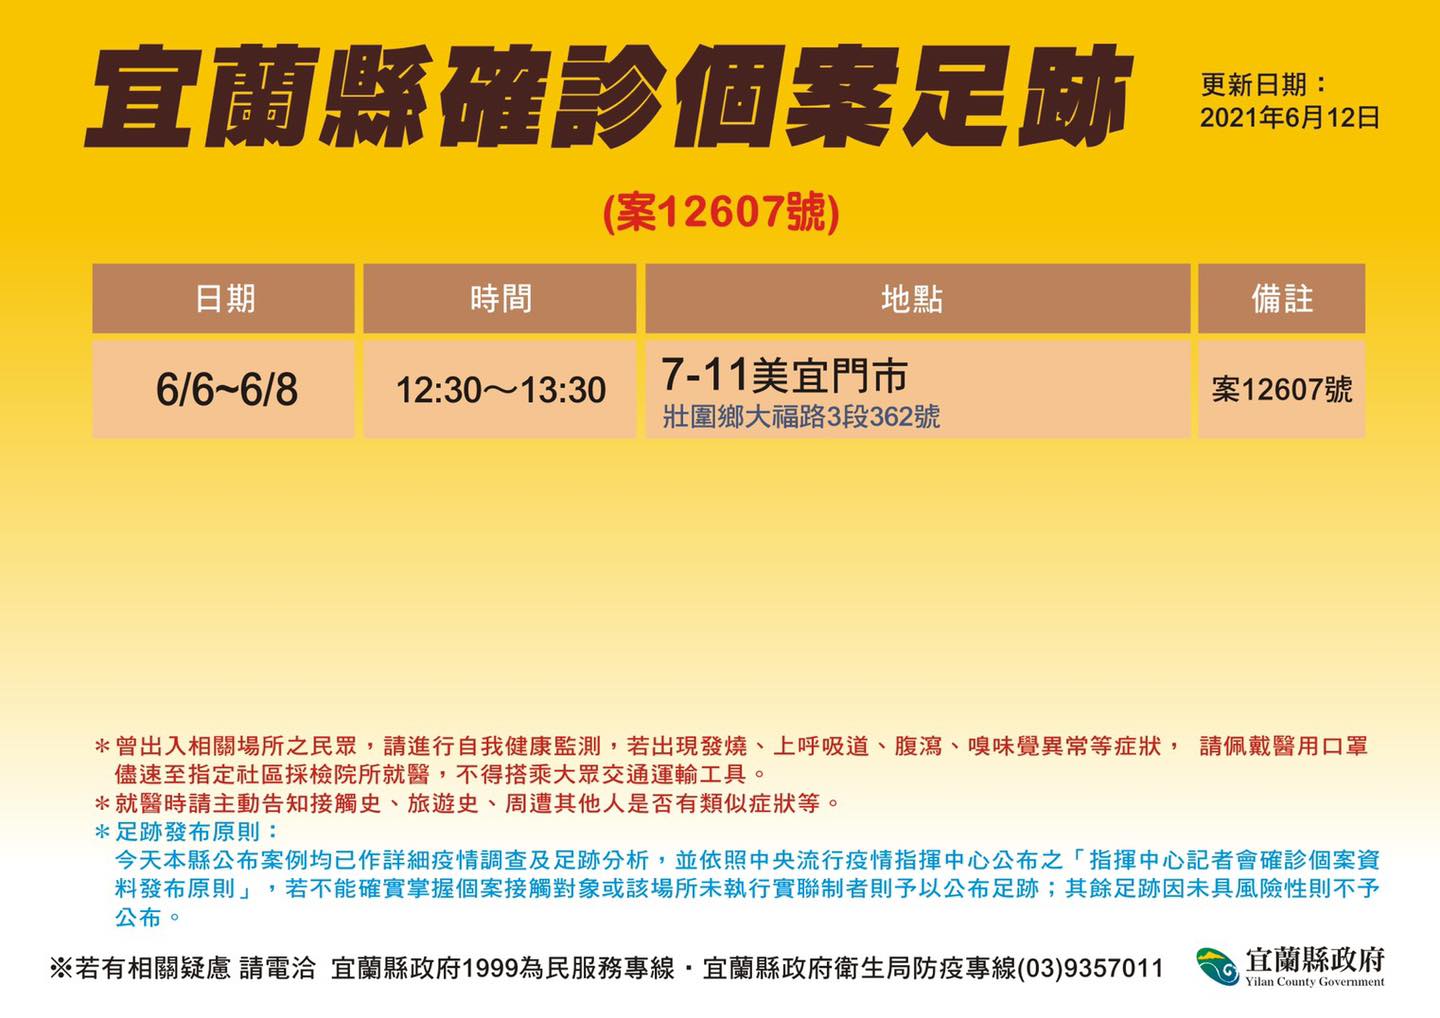 宜蘭縣確診個案足跡
更新日期：
2021年6月12日
(案12607號)
日期 時間 地點 備註
6/6~6/8 12:30～13:30 7-11美宜門市 案12607號
壯圍鄉大福路3段362號
＊曾出入相關場所之民眾，請進行自我健康監測，若出現發燒、上呼吸道、腹瀉、嗅味覺異常等症狀， 請佩戴醫用口罩
儘速至指定社區採檢院所就醫，不得搭乘大眾交通運輸工具。
＊就醫時請主動告知接觸史、旅遊史、周遭其他人是否有類似症狀等。
＊足跡發布原則：
今天本縣公布案例均已作詳細疫情調查及足跡分析，並依照中央流行疫情指揮中心公布之「指揮中心記者會確診個案資
料發布原則」，若不能確實掌握個案接觸對象或該場所未執行實聯制者則予以公布足跡；其餘足跡因未具風險性則不予
公布。
※若有相關疑慮 請電洽 宜蘭縣政府1999為民服務專線・宜蘭縣政府衛生局防疫專線(03)9357011
宜蘭縣政府
Yilan County Government